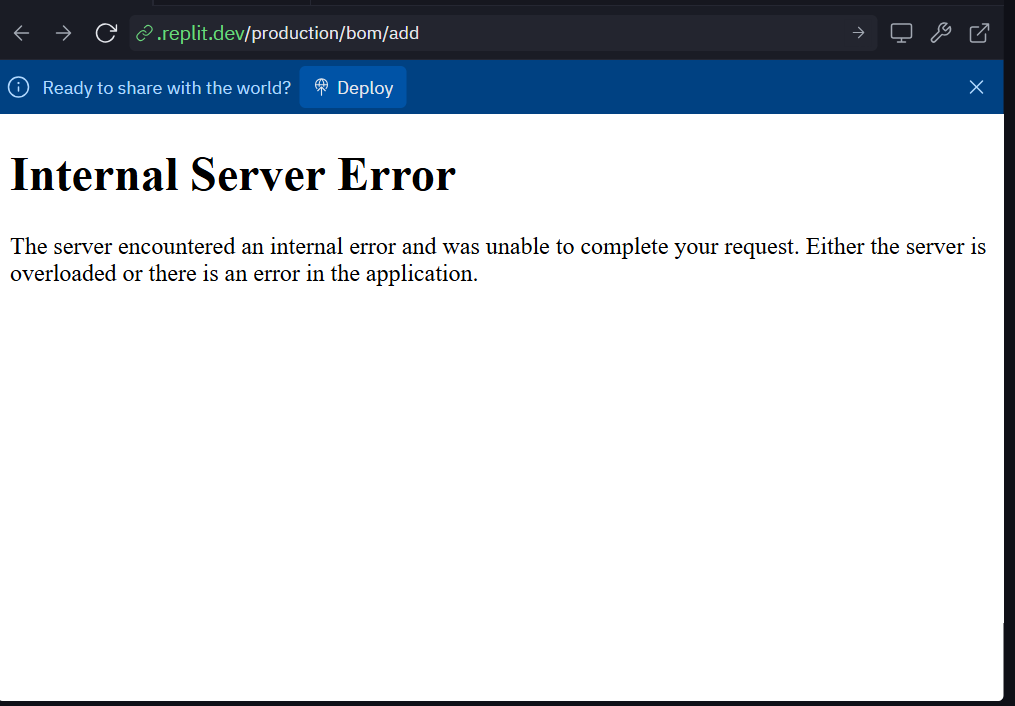 .replit.dev/production/bom/add
Ready to share with the world? Deploy
Internal Server Error
The server encountered an internal error and was unable to complete your request. Either the server is
overloaded or there is an error in the application.